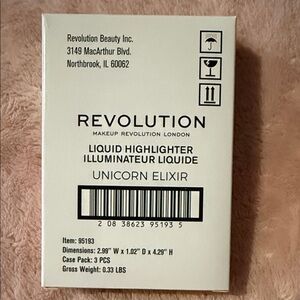 Revolution Beauty Inc.
3149 MacArthur Blvd.
Northbrook, IL 60062
REVOLUTION
MAKEUP REVOLUTION LONDON
LIQUID HIGHLIGHTER
ILLUMINATEUR LIQUIDE
UNICORN ELIXIR
2 08 38623 95193 5
Item: 95193
Dimensions: 2.99" W x 1.02" D x 4.29" H
Case Pack: 3 PCS
Gross Weight: 0.33 LBS